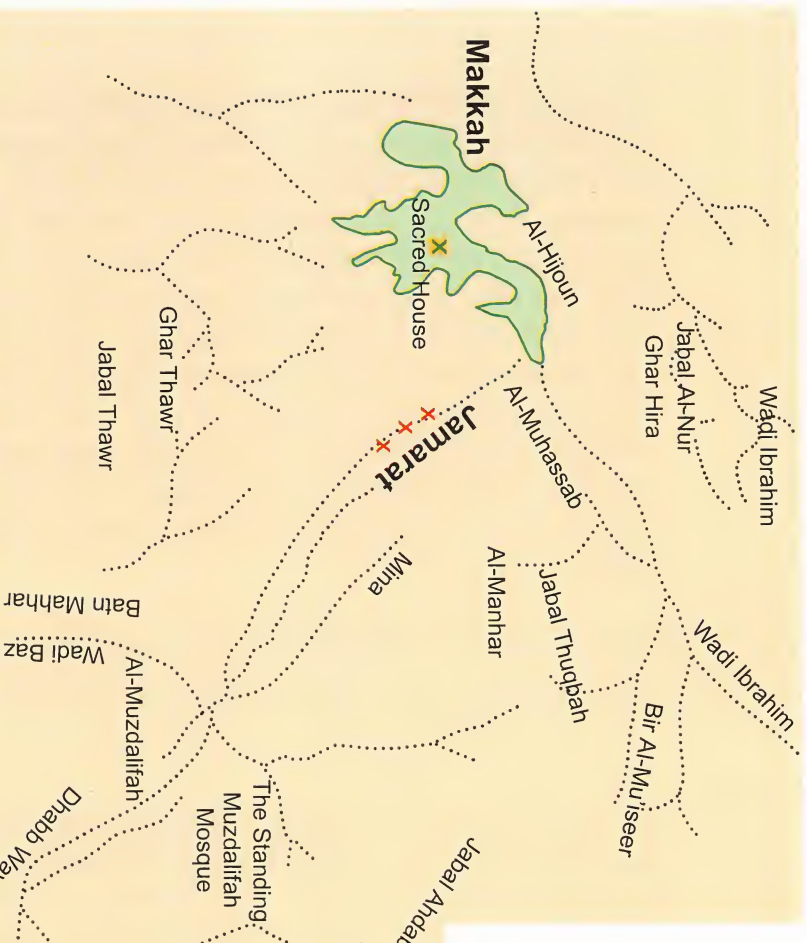 Makkah
Al-Hijoun
Sacred House
Jabal Al-Nur
Ghar Hira
Wadi Ibrahim
Ghar Thawr
Jabal Thawr
Jamarat
Al-Muhassab
Mina
Al-Manhar
Jabal Thuqbah
Wadi Ibrahim
Bir Al-Mu'iseer
Batn Mahhar
Wadi Baz
Al-Muzdalifah
The Standing
Muzdalifah
Mosque
Dhabb
Jabal